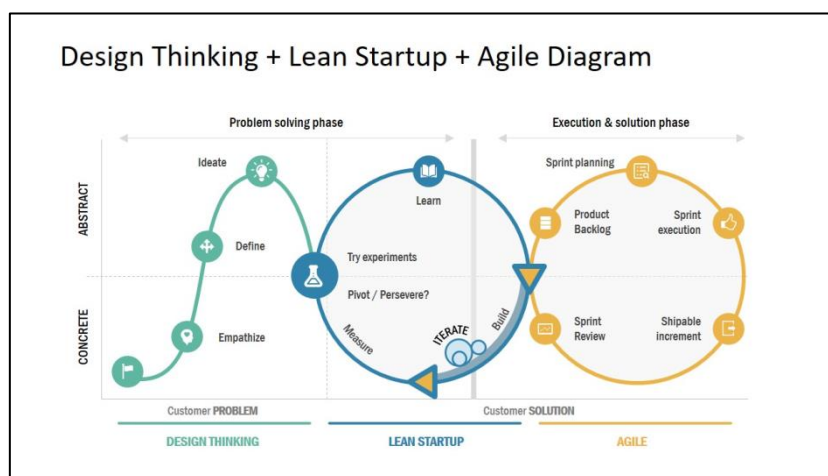 Design Thinking + Lean Startup + Agile Diagram
Problem solving phase
Execution & solution phase
ABSTRACT
CONCRETE
Ideate
Define
Empathize
Learn
Try experiments
Pivot / Persevere?
Measure
ITERATE
Build
Sprint planning
Product
Backlog
Sprint
execution
Sprint
Review
Shipable
increment
Customer PROBLEM
Customer SOLUTION
DESIGN THINKING
LEAN STARTUP
AGILE